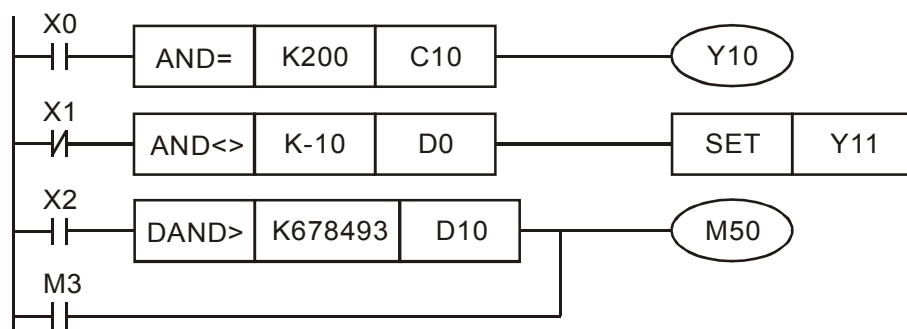 X0
AND= K200 C10 Y10
X1
AND<> K-10 D0 SET Y11
X2
DAND> K678493 D10 M50
M3